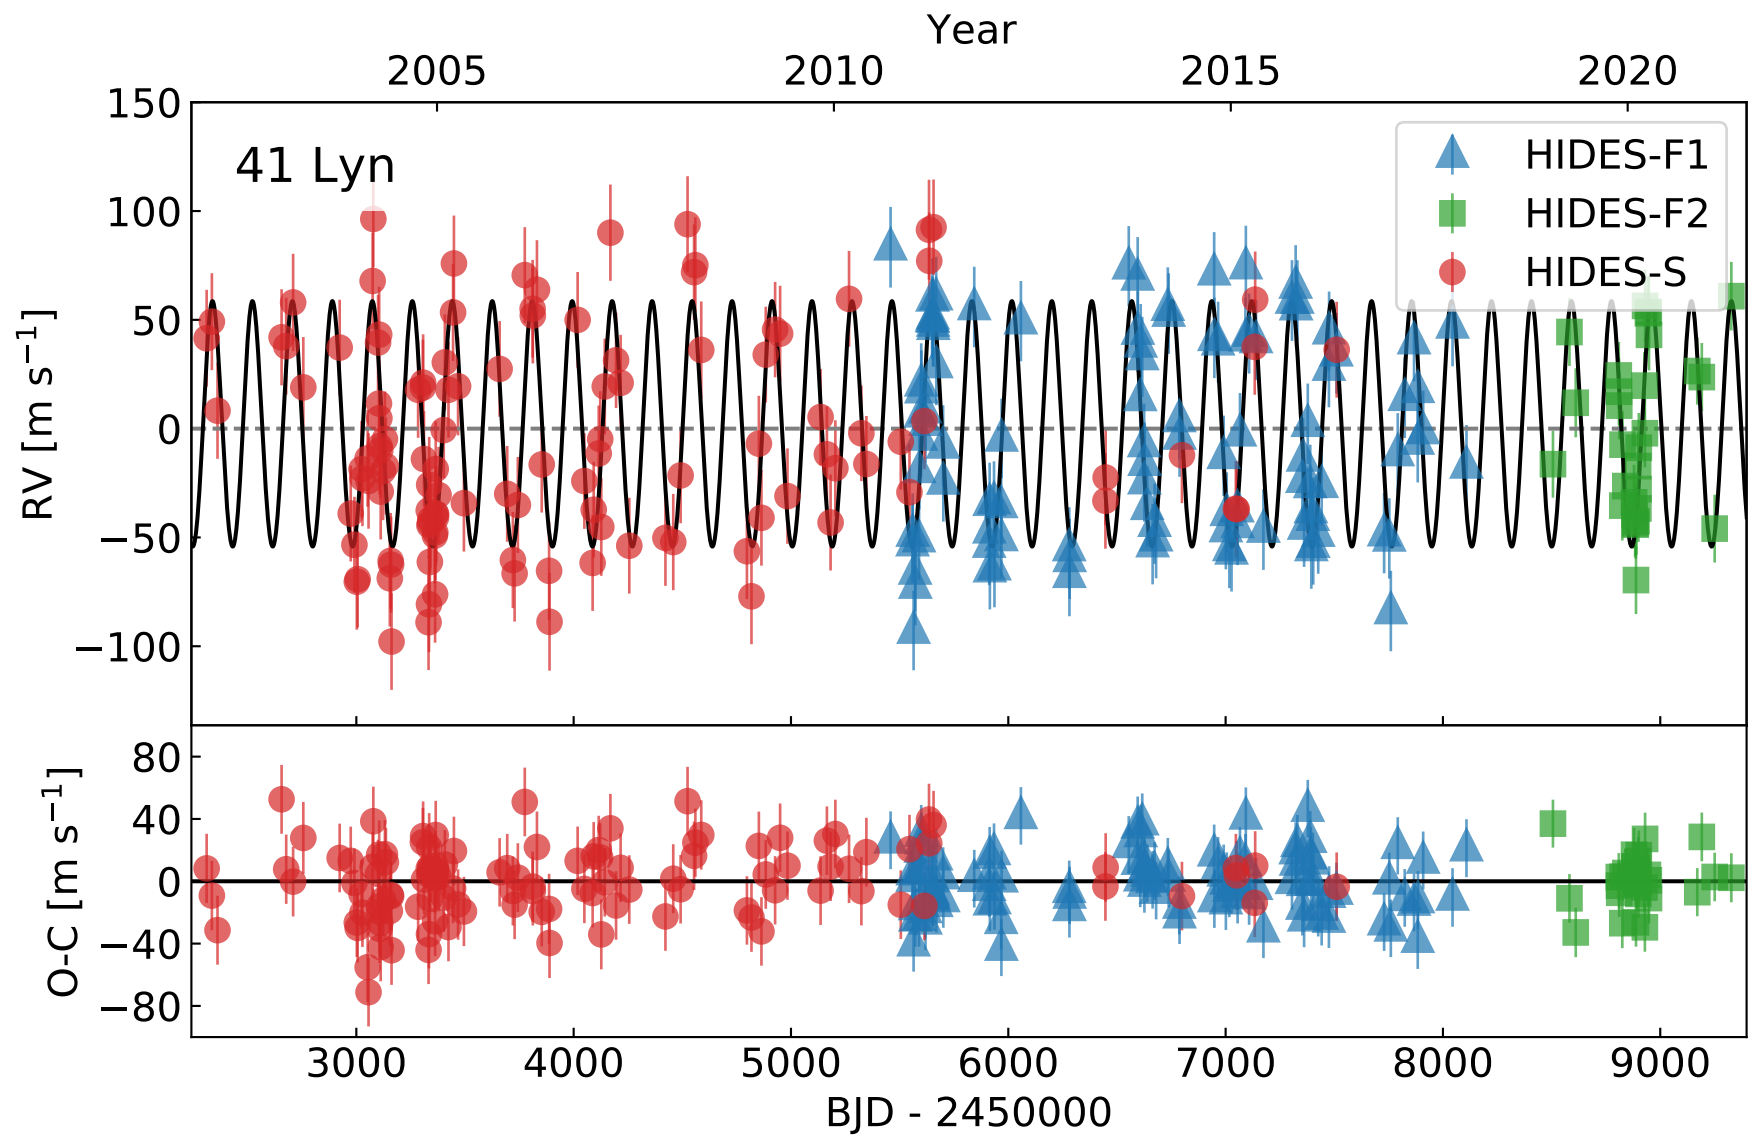 Year
2005 2010 2015 2020
150
100
50
0
−50
−100
RV [m s⁻¹]
41 Lyn
HIDES-F1
HIDES-F2
HIDES-S
80
40
0
−40
−80
O-C [m s⁻¹]
3000 4000 5000 6000 7000 8000 9000
BJD - 2450000